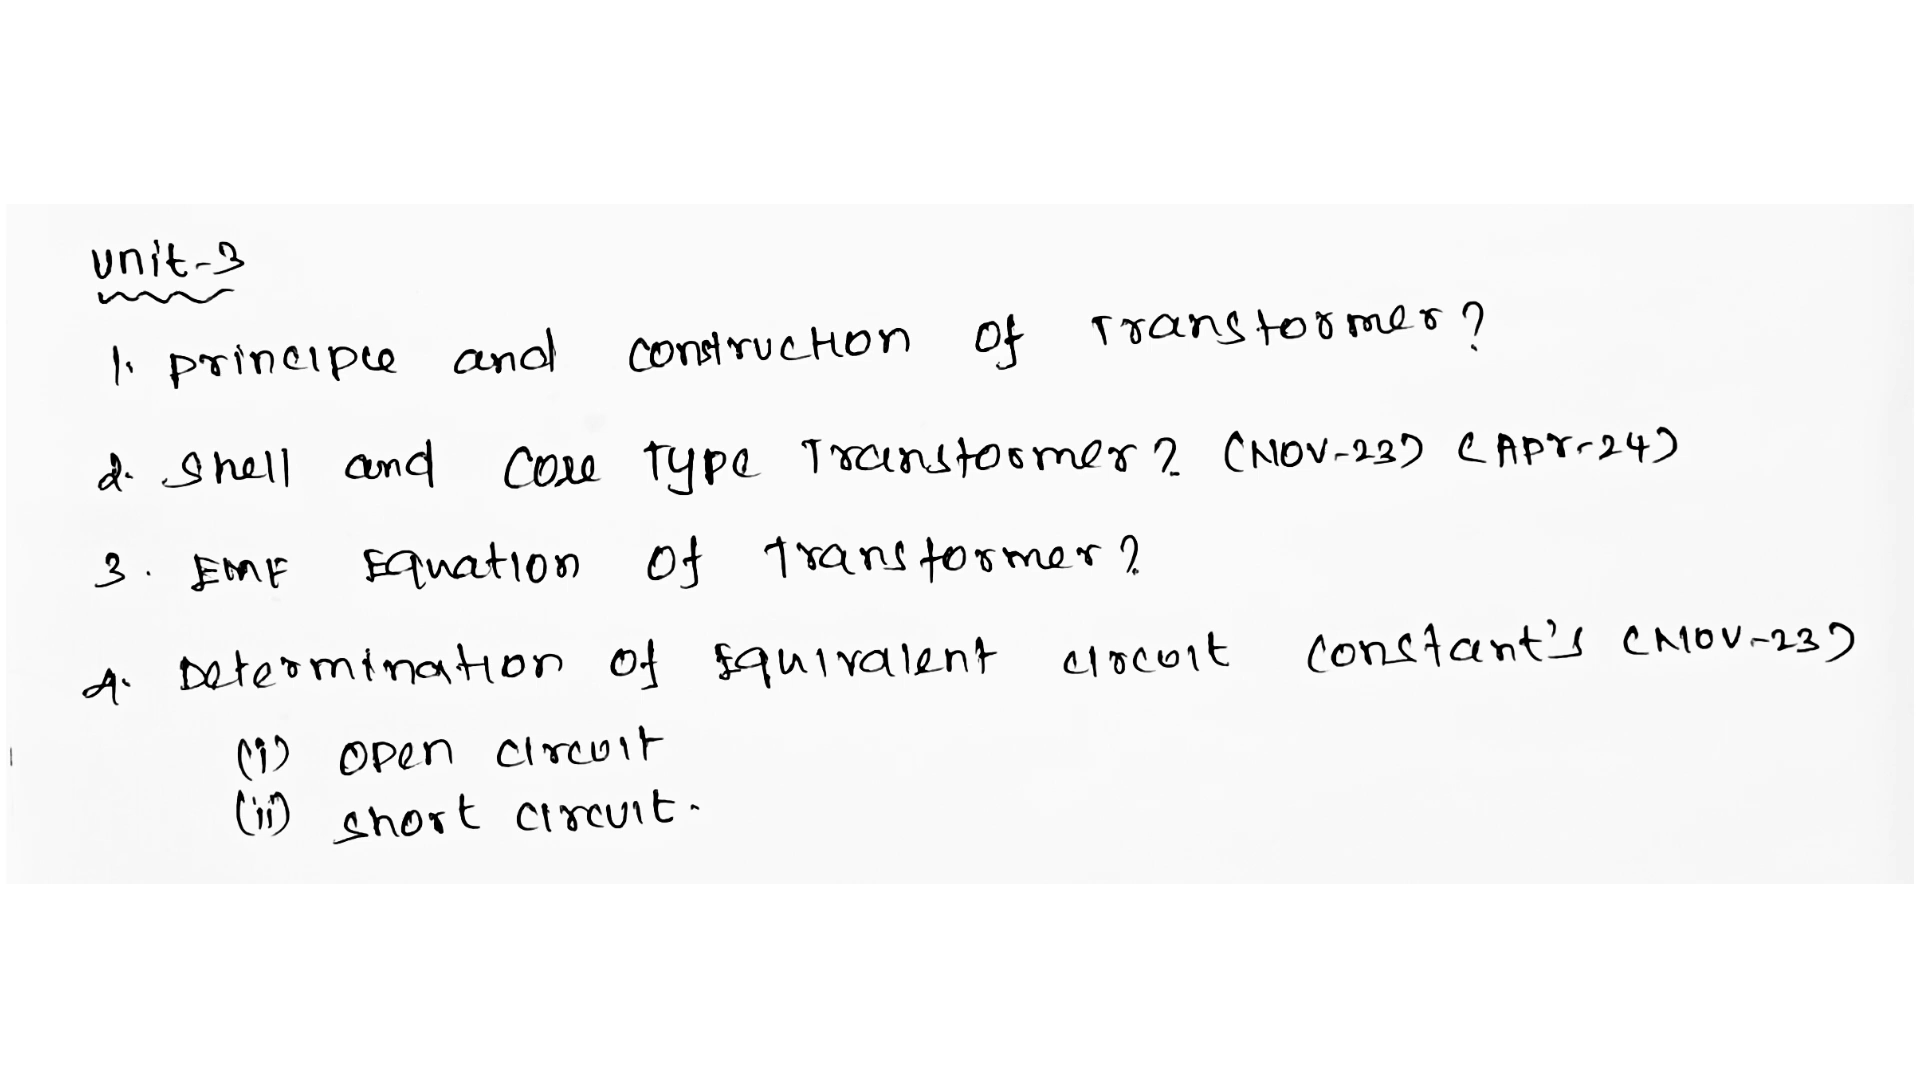 Unit-3
1. principle and construction of Transformer?
2. Shell and Core Type Transformer? (NOV-23) (APr-24)
3. EMF Equation of Transformer?
4. Determination of Equivalent circuit Constant's (NOV-23)
(i) open circuit
(ii) short circuit.